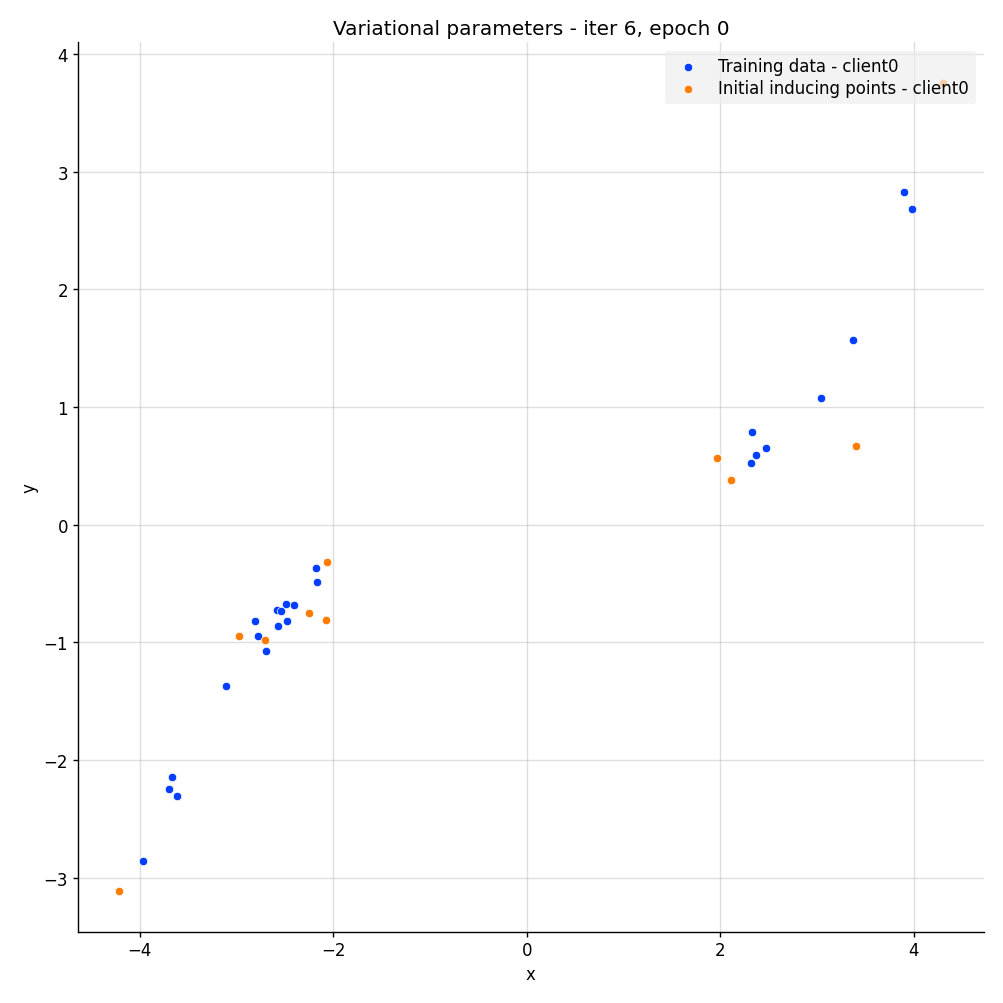 Variational parameters - iter 6, epoch 0
Training data - client0
Initial inducing points - client0
4
3
2
1
0
−1
−2
−3
y
−4 −2 0 2 4
x